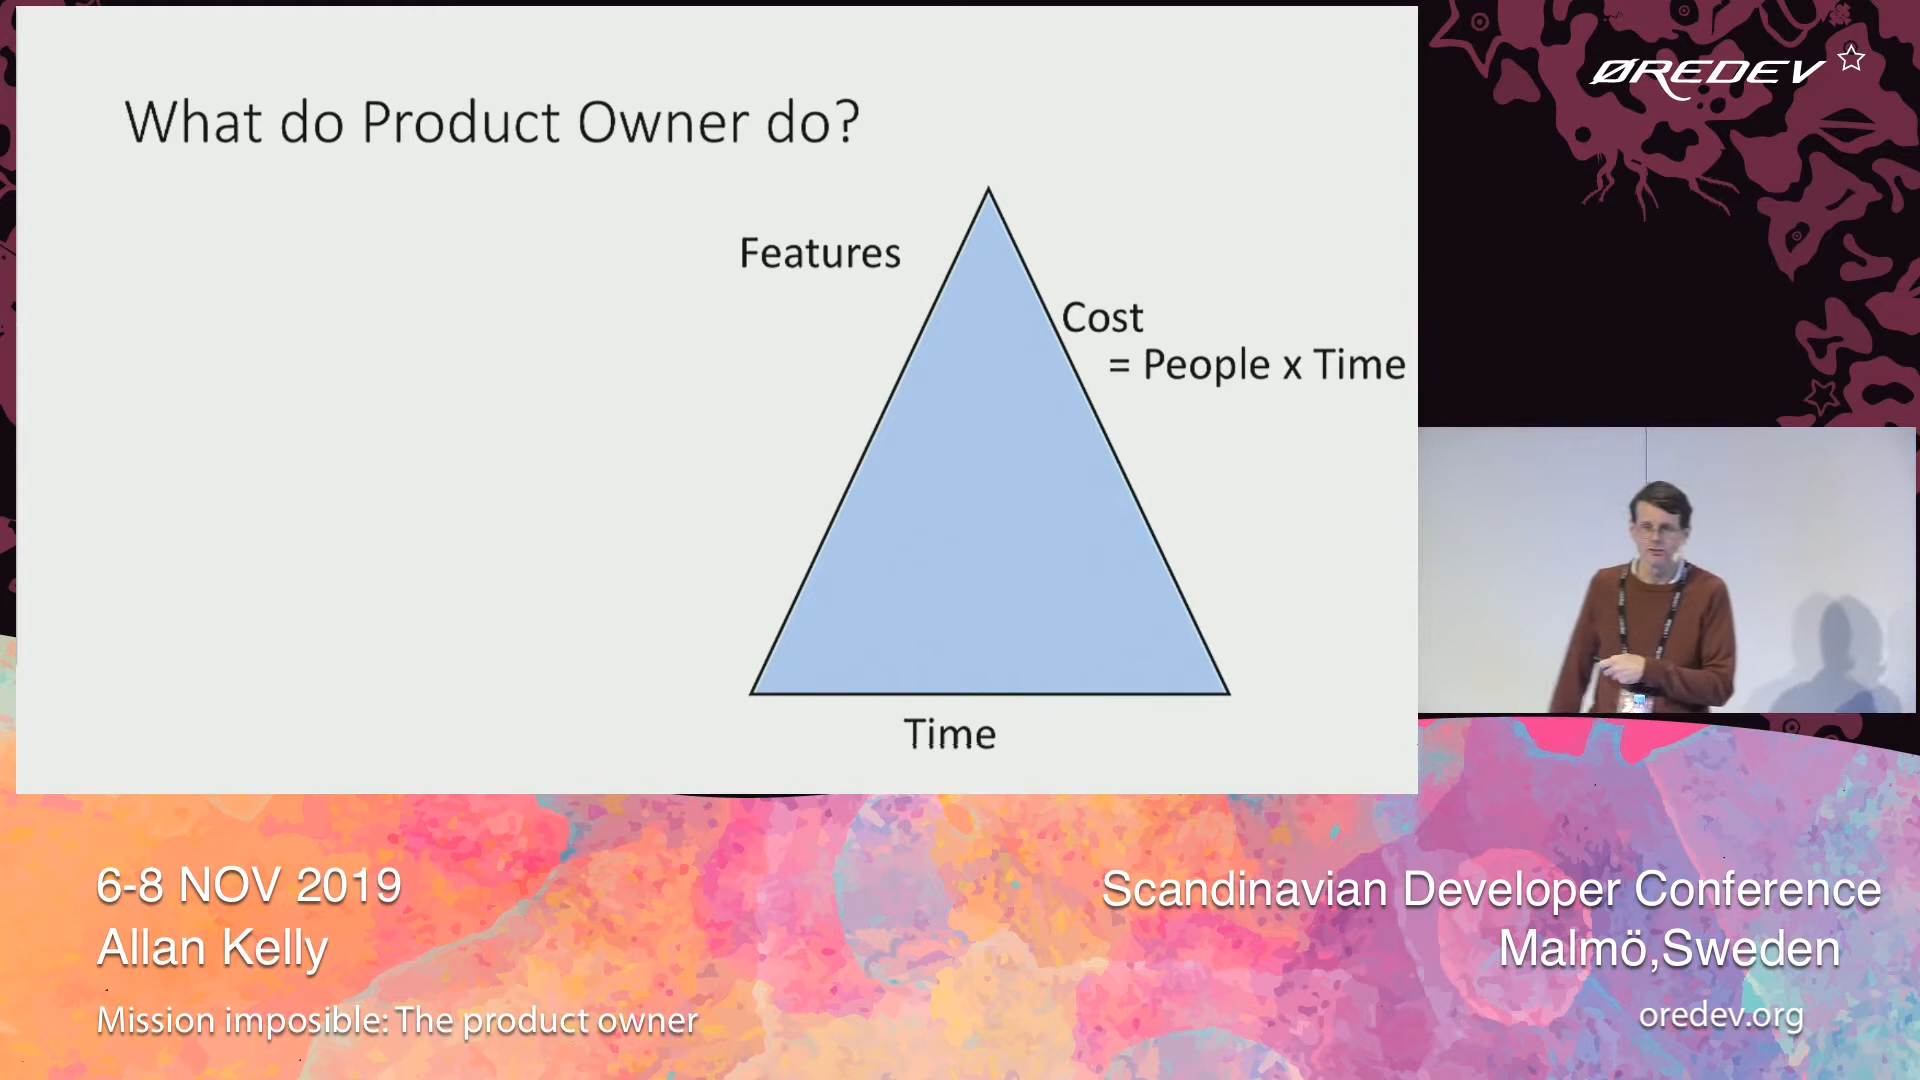 What do Product Owner do?
Features
Cost
= People x Time
Time
ØREDEV
6-8 NOV 2019
Allan Kelly
Mission imposible: The product owner
Scandinavian Developer Conference
Malmö,Sweden
oredev.org